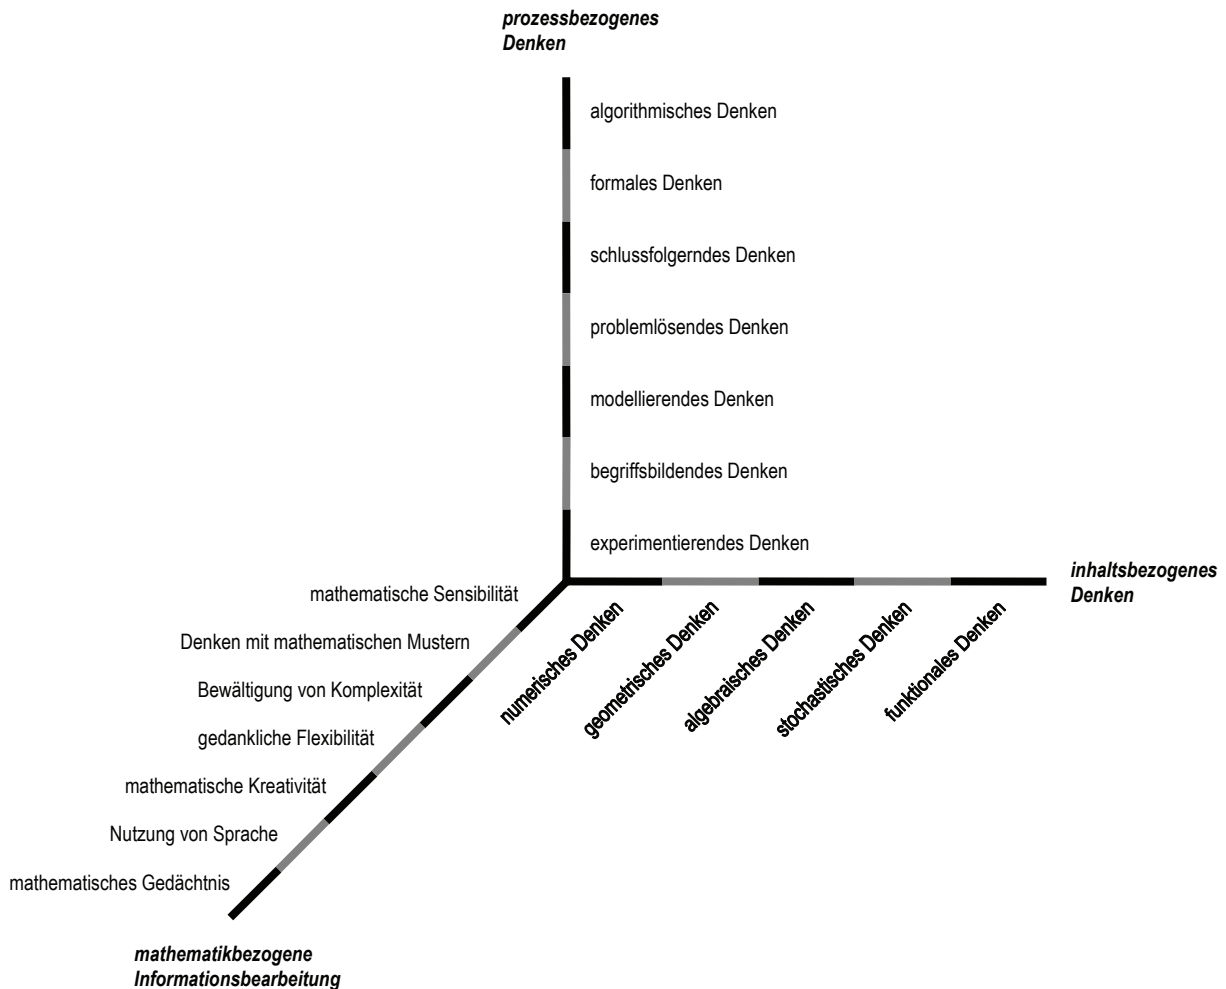 prozessbezogenes
Denken
algorithmisches Denken
formales Denken
schlussfolgerndes Denken
problemlösendes Denken
modellierendes Denken
begriffsbildendes Denken
experimentierendes Denken
inhaltsbezogenes
Denken
numerisches Denken
geometrisches Denken
algebraisches Denken
stochastisches Denken
funktionales Denken
mathematische Sensibilität
Denken mit mathematischen Mustern
Bewältigung von Komplexität
gedankliche Flexibilität
mathematische Kreativität
Nutzung von Sprache
mathematisches Gedächtnis
mathematikbezogene
Informationsbearbeitung